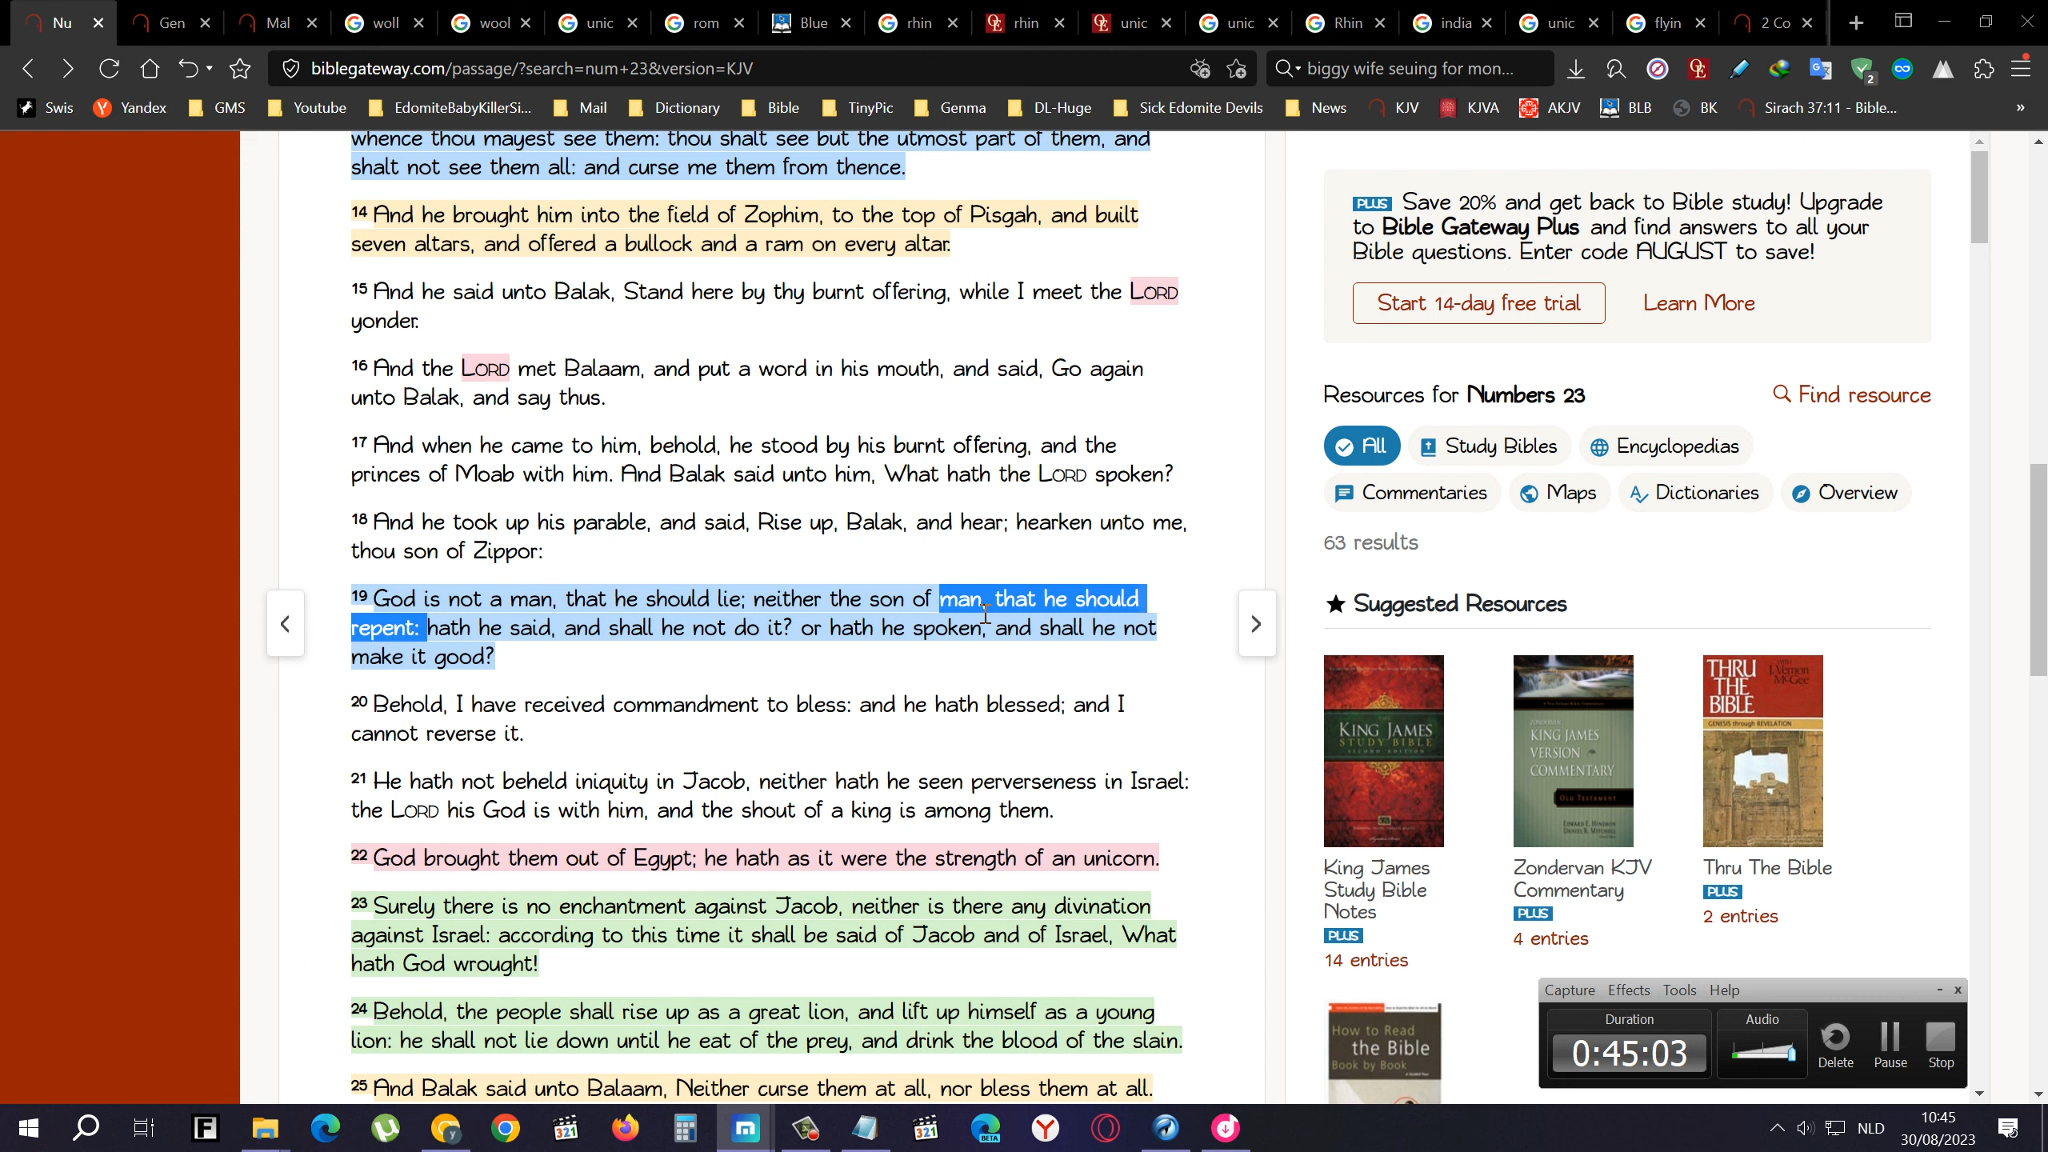 Nu
Gen
Mal
woll
wool
unic
rom
Blue
rhin
rhin
unic
unic
Rhin
india
unic
flyin
2 Co
biblegateway.com/passage/?search=num+23&version=KJV
biggy wife seuing for mon...
2
Swis
Yandex
GMS
Youtube
EdomiteBabyKillerSi...
Mail
Dictionary
Bible
TinyPic
Genma
DL-Huge
Sick Edomite Devils
News
KJV
KJVA
AKJV
BLB
BK
Sirach 37:11 - Bible...
whence thou mayest see them: thou shalt see but the utmost part of them, and
shalt not see them all: and curse me them from thence.
14 And he brought him into the field of Zophim, to the top of Pisgah, and built
seven altars, and offered a bullock and a ram on every altar.
15 And he said unto Balak, Stand here by thy burnt offering, while I meet the LORD
yonder.
16 And the LORD met Balaam, and put a word in his mouth, and said, Go again
unto Balak, and say thus.
17 And when he came to him, behold, he stood by his burnt offering, and the
princes of Moab with him. And Balak said unto him, What hath the LORD spoken?
18 And he took up his parable, and said, Rise up, Balak, and hear; hearken unto me,
thou son of Zippor:
19 God is not a man, that he should lie; neither the son of man, that he should
repent: hath he said, and shall he not do it? or hath he spoken, and shall he not
make it good?
20 Behold, I have received commandment to bless: and he hath blessed; and I
cannot reverse it.
21 He hath not beheld iniquity in Jacob, neither hath he seen perverseness in Israel:
the LORD his God is with him, and the shout of a king is among them.
22 God brought them out of Egypt; he hath as it were the strength of an unicorn.
23 Surely there is no enchantment against Jacob, neither is there any divination
against Israel: according to this time it shall be said of Jacob and of Israel, What
hath God wrought!
24 Behold, the people shall rise up as a great lion, and lift up himself as a young
lion: he shall not lie down until he eat of the prey, and drink the blood of the slain.
25 And Balak said unto Balaam, Neither curse them at all, nor bless them at all.
PLUS Save 20% and get back to Bible study! Upgrade
to Bible Gateway Plus and find answers to all your
Bible questions. Enter code AUGUST to save!
Start 14-day free trial
Learn More
Resources for Numbers 23
Find resource
All
Study Bibles
Encyclopedias
Commentaries
Maps
Dictionaries
Overview
63 results
Suggested Resources
KING JAMES
STUDY BIBLE
SECOND EDITION
KING JAMES
VERSION
COMMENTARY
OLD TESTAMENT
THRU
THE
BIBLE
J. Vernon
McGee
GENESIS through REVELATION
King James
Study Bible
Notes
PLUS
14 entries
Zondervan KJV
Commentary
PLUS
4 entries
Thru The Bible
PLUS
2 entries
How to Read
the Bible
Book by Book
Capture
Effects
Tools
Help
Duration
0:45:03
Audio
Delete
Pause
Stop
321
321
BETA
NLD
10:45
30/08/2023